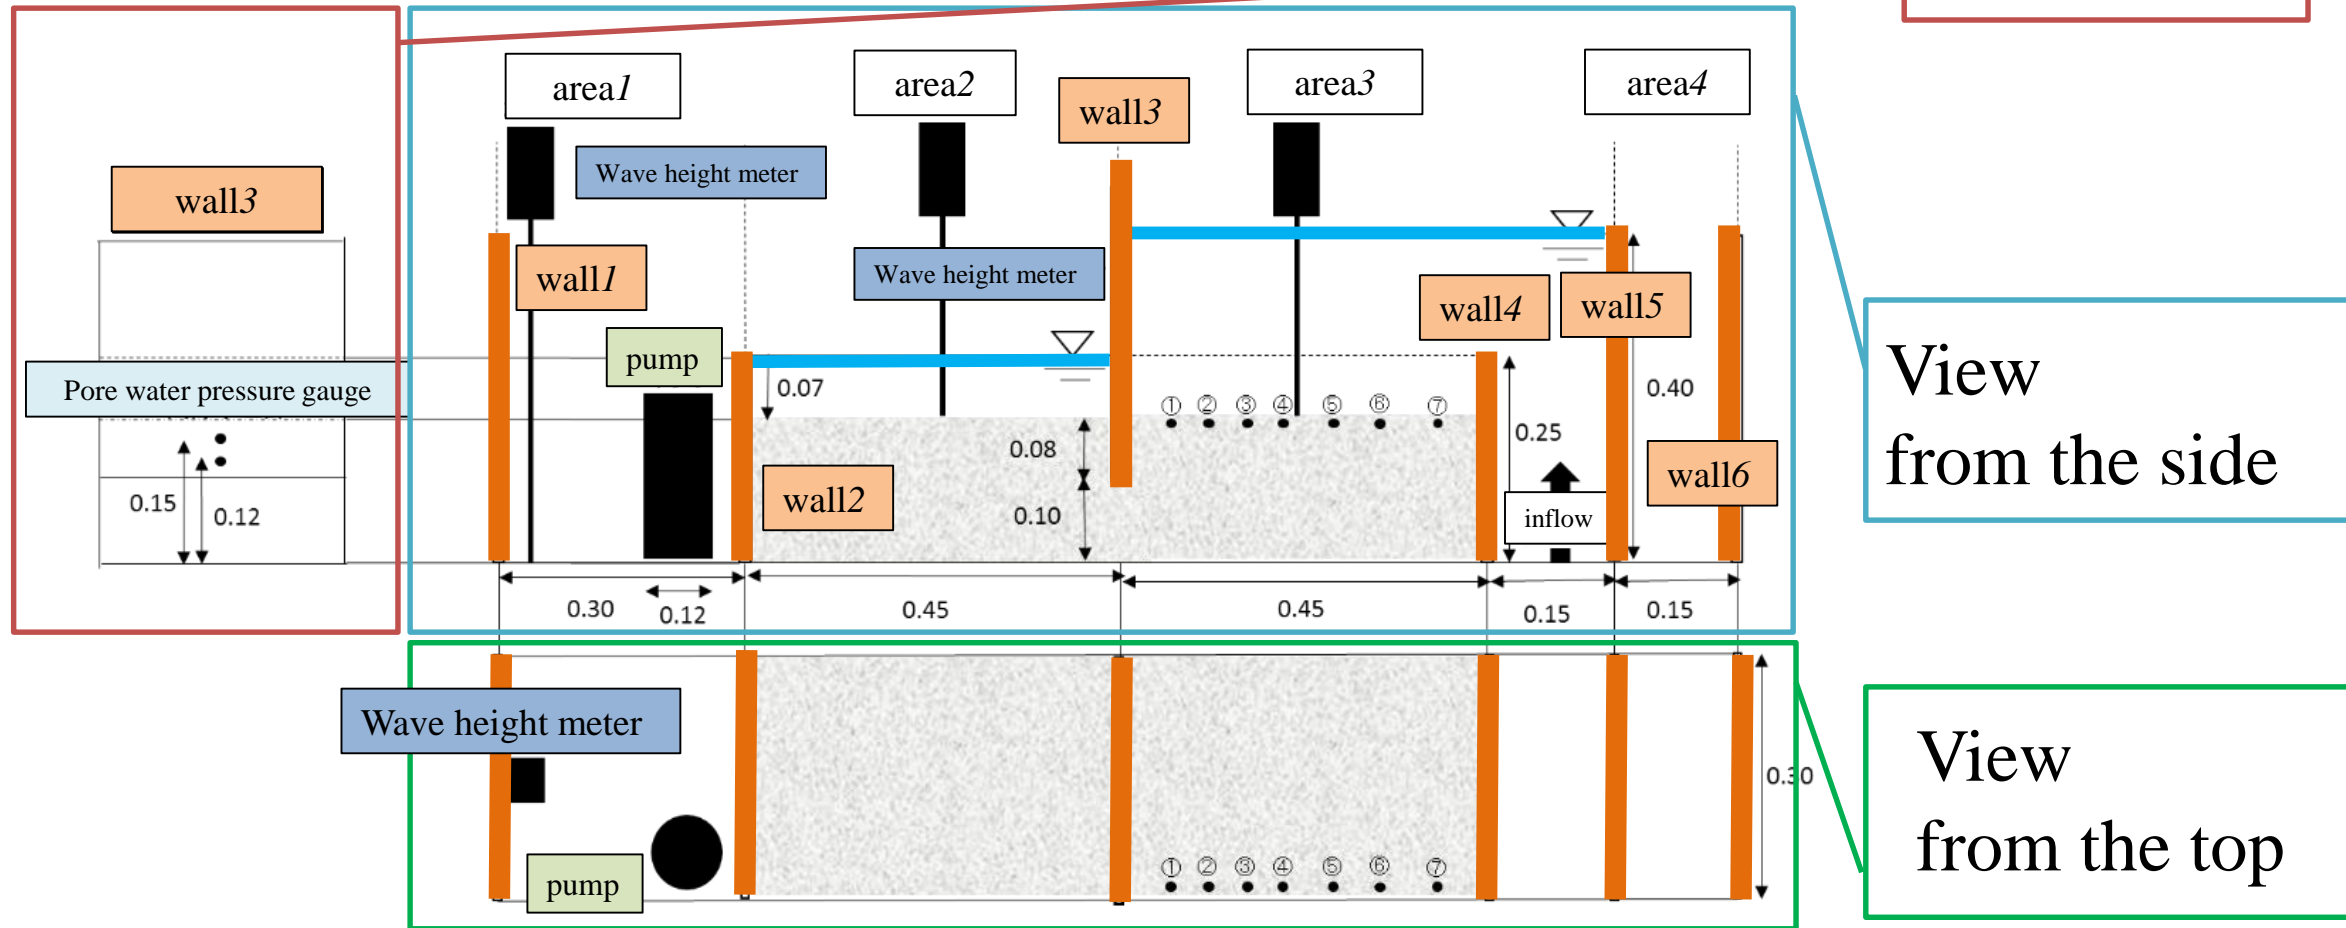 area1
area2
wall3
area3
area4
Wave height meter
wall3
wall1
Wave height meter
wall4
wall5
pump
Pore water pressure gauge
0.07
0.40
① ② ③ ④ ⑤ ⑥ ⑦
0.08
0.25
wall2
wall6
0.15
0.12
0.10
inflow
0.30
0.12
0.45
0.45
0.15
0.15
View
from the side
Wave height meter
0.30
pump
① ② ③ ④ ⑤ ⑥ ⑦
View
from the top